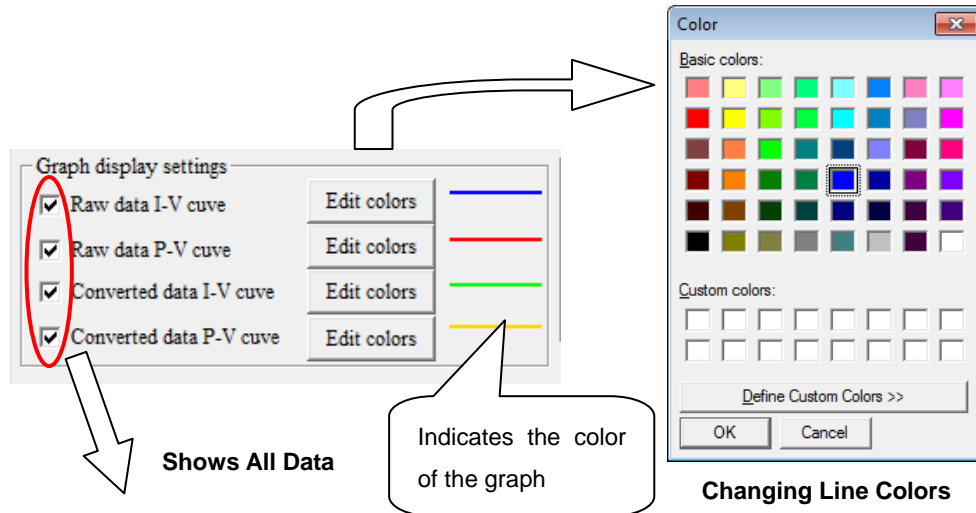 Graph display settings
Raw data I-V cuve Edit colors
Raw data P-V cuve Edit colors
Converted data I-V cuve Edit colors
Converted data P-V cuve Edit colors
Shows All Data
Indicates the color
of the graph
Color
Basic colors:
Custom colors:
Define Custom Colors >>
OK Cancel
Changing Line Colors